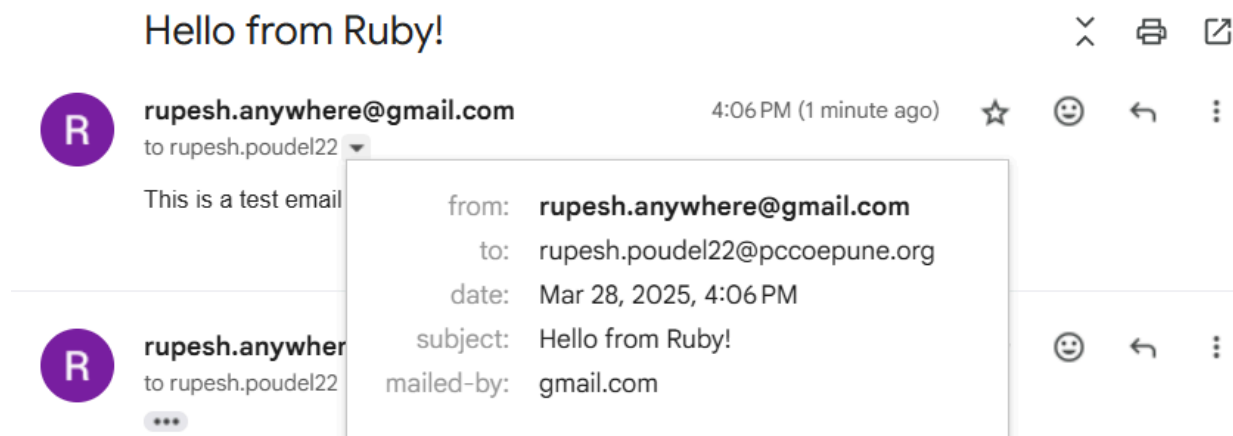 Hello from Ruby!
R
rupesh.anywhere@gmail.com 4:06 PM (1 minute ago)
to rupesh.poudel22
This is a test email
from: rupesh.anywhere@gmail.com
to: rupesh.poudel22@pccoepune.org
date: Mar 28, 2025, 4:06 PM
subject: Hello from Ruby!
mailed-by: gmail.com
R
rupesh.anywher
to rupesh.poudel22